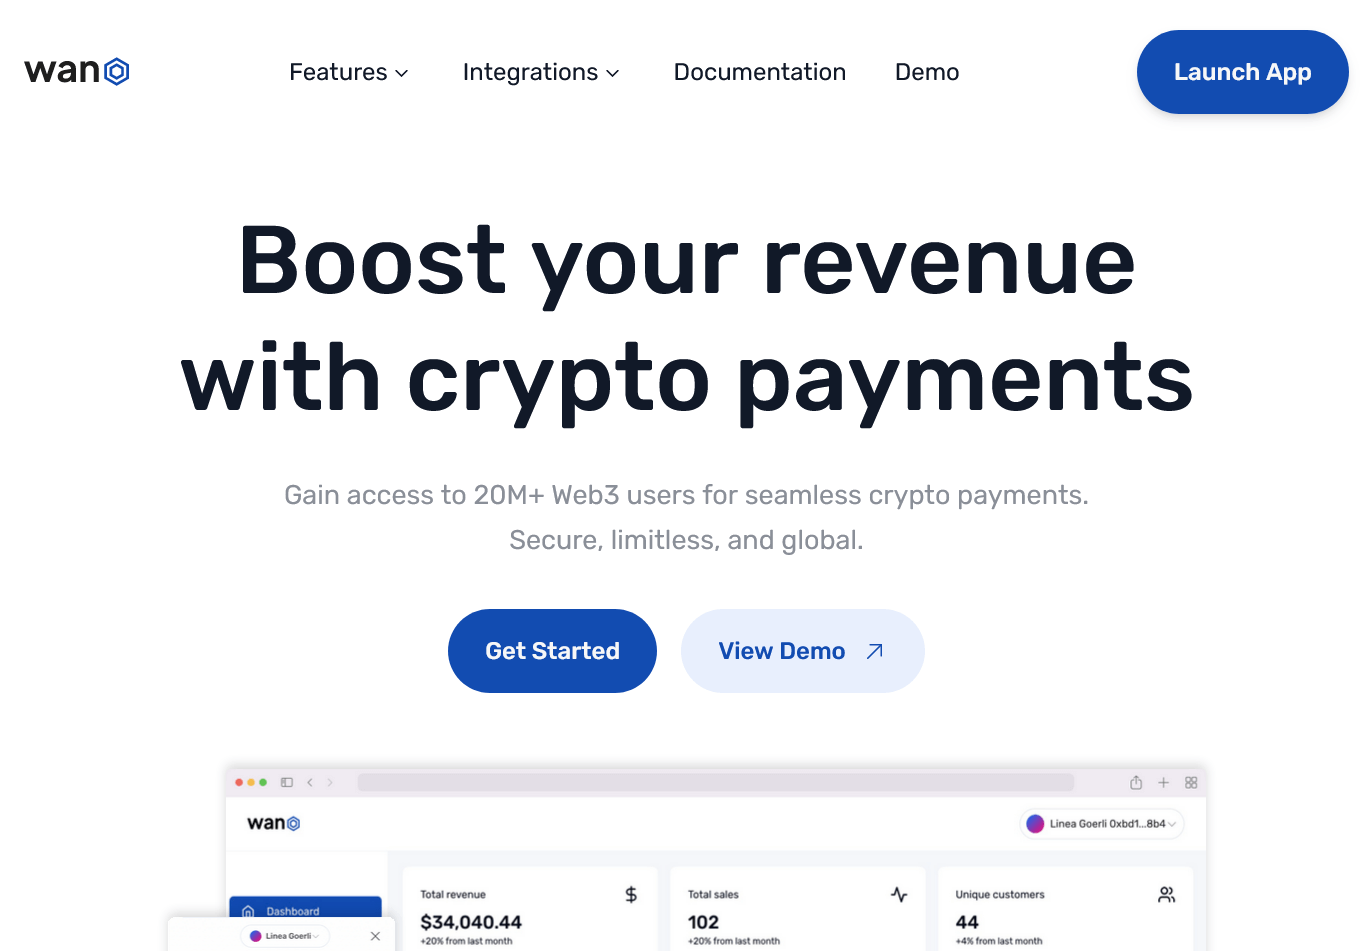 wan
Features
Integrations
Documentation
Demo
Launch App
Boost your revenue
with crypto payments
Gain access to 20M+ Web3 users for seamless crypto payments.
Secure, limitless, and global.
Get Started
View Demo
wan
Linea Goerli 0xbd1...8b4
Total revenue
$34,040.44
+20% from last month
Total sales
102
+20% from last month
Unique customers
44
+4% from last month
Dashboard
Linea Goerli